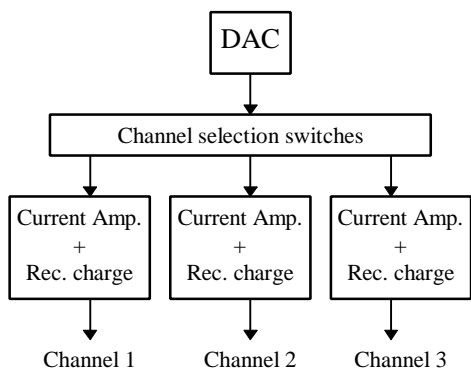 DAC
Channel selection switches
Current Amp.
+
Rec. charge
Current Amp.
+
Rec. charge
Current Amp.
+
Rec. charge
Channel 1
Channel 2
Channel 3